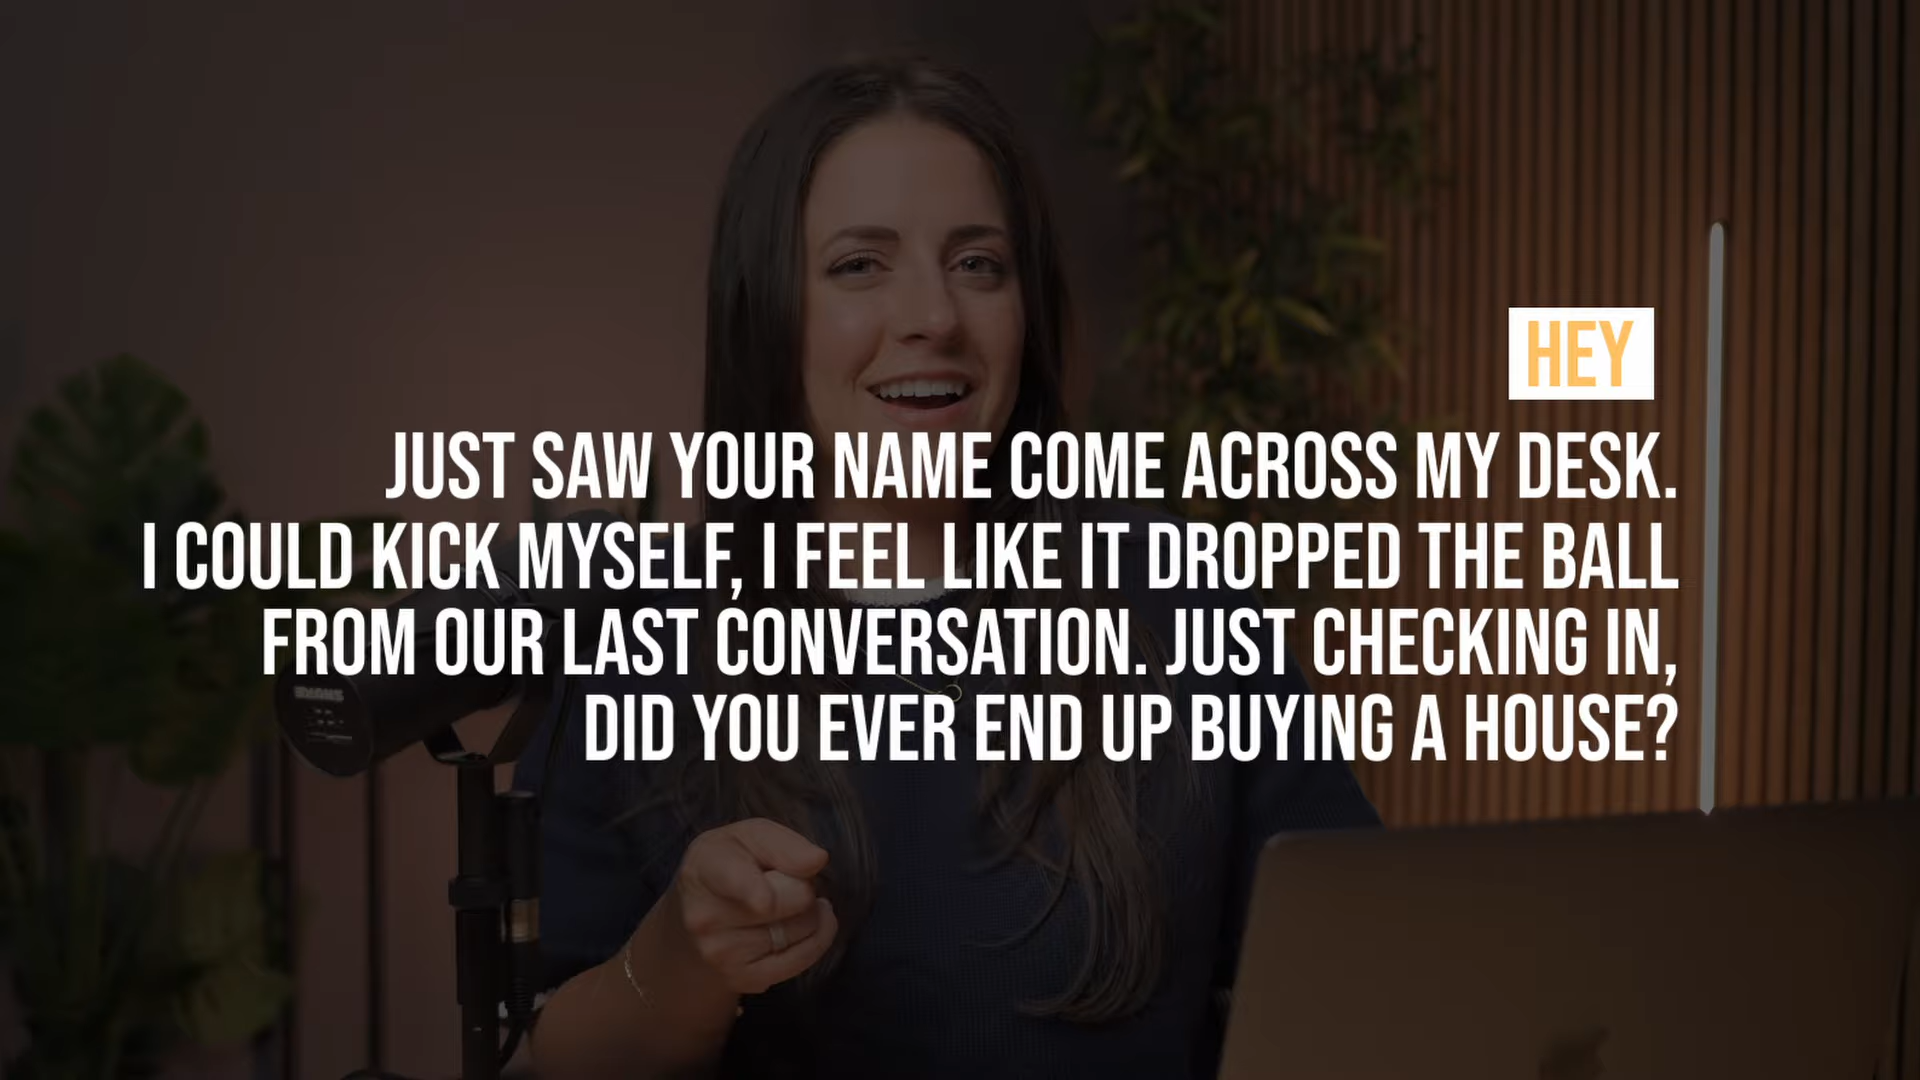 HEY
JUST SAW YOUR NAME COME ACROSS MY DESK.
I COULD KICK MYSELF, I FEEL LIKE IT DROPPED THE BALL
FROM OUR LAST CONVERSATION. JUST CHECKING IN,
DID YOU EVER END UP BUYING A HOUSE?